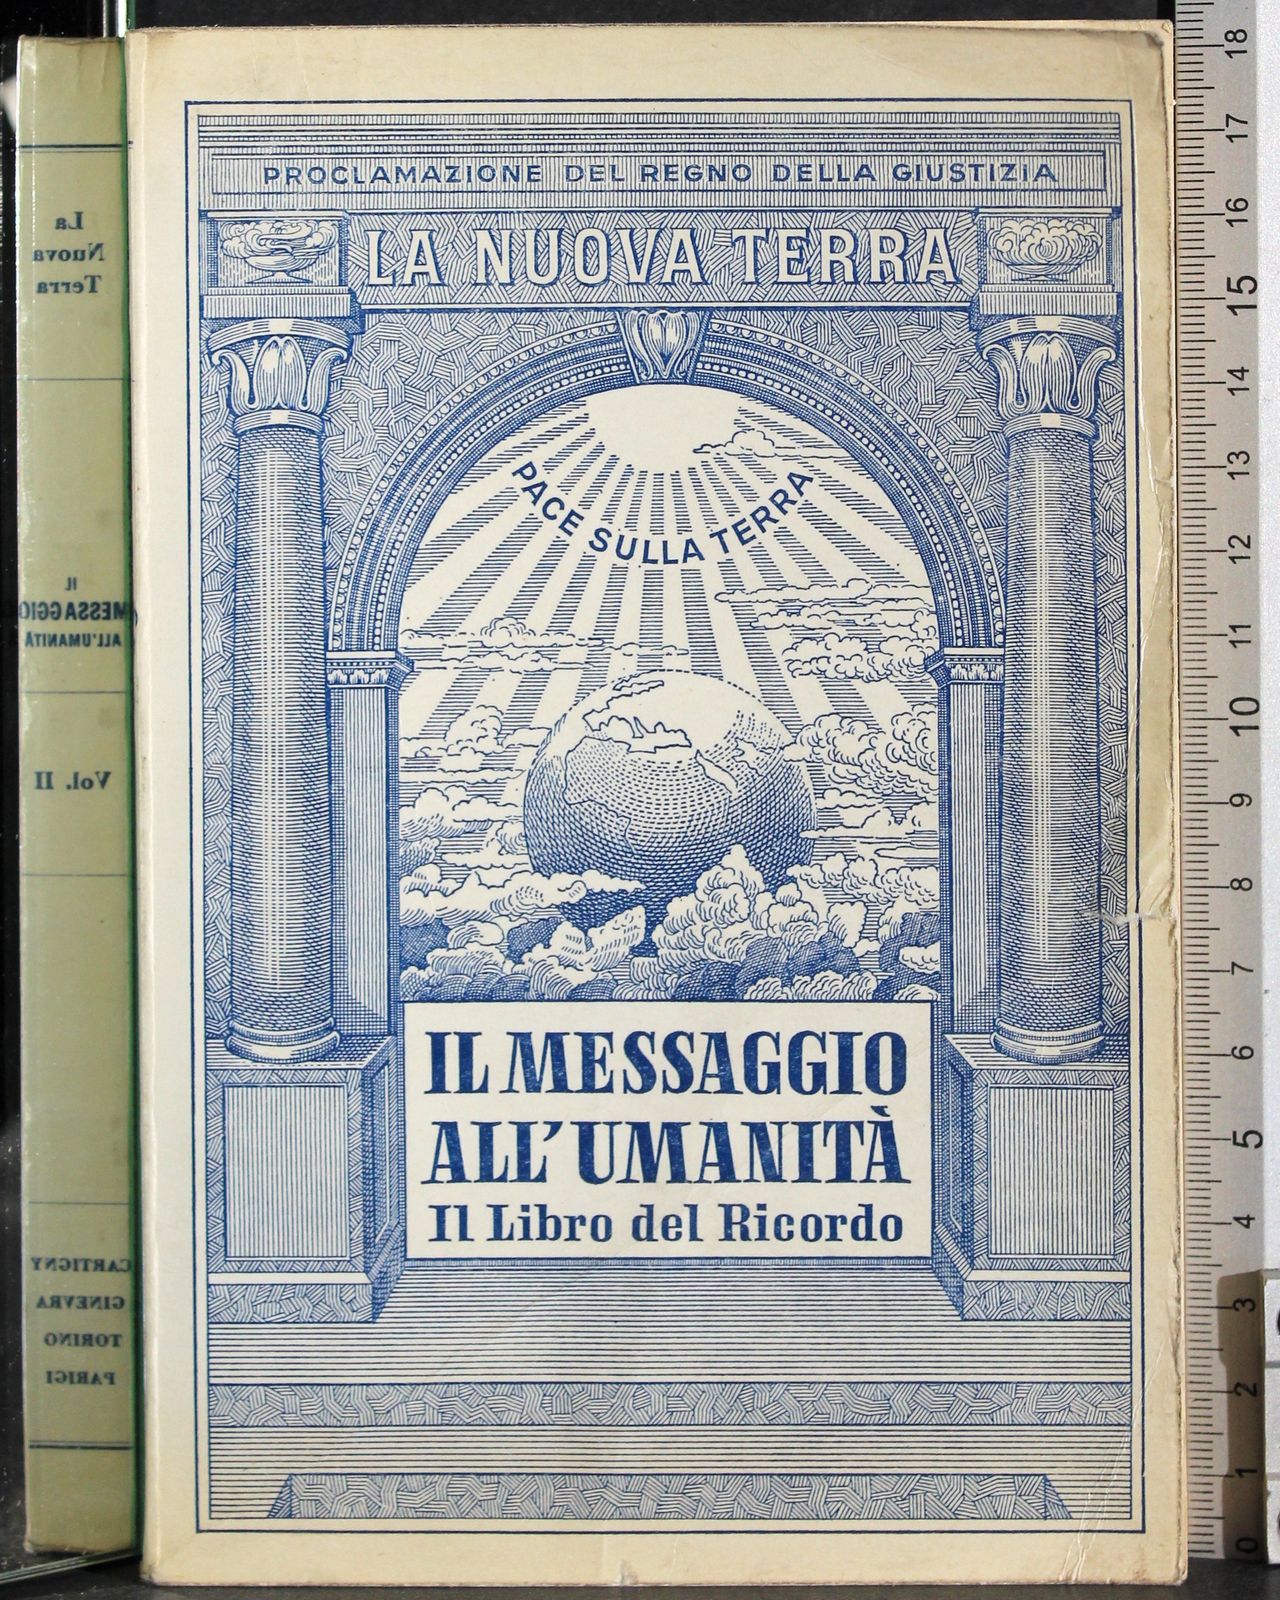 PROCLAMAZIONE DEL REGNO DELLA GIUSTIZIA
LA NUOVA TERRA
PACE SULLA TERRA
IL MESSAGGIO
ALL'UMANITÀ
Il Libro del Ricordo
La
Nuova
Terra
IL
MESSAGGIO
ALL'UMANITÀ
Vol. II
CARTIGNY
GINEVRA
TORINO
PARIGI
18
17
16
15
14
13
12
11
10
9
8
7
6
5
4
3
2
1
0